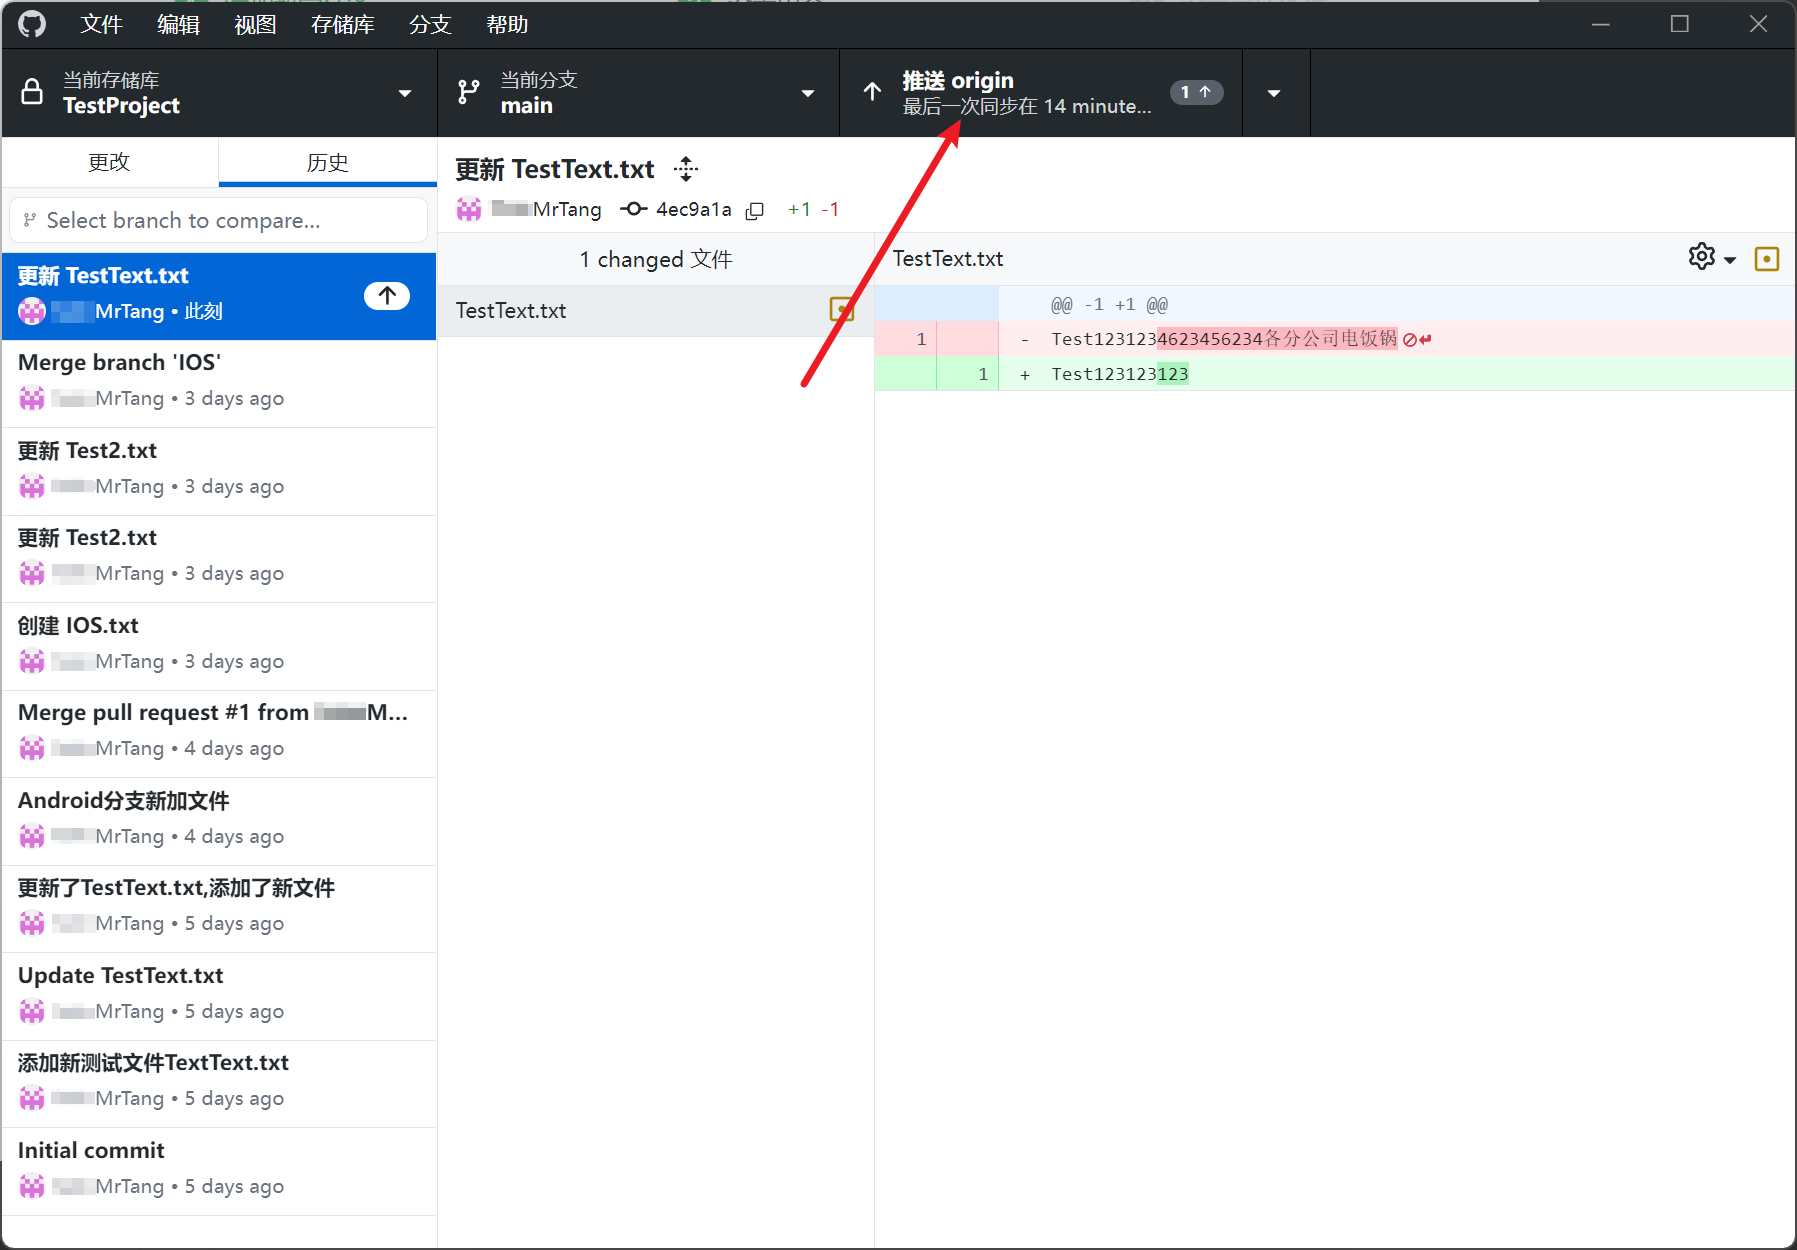 文件 编辑 视图 存储库 分支 帮助
当前存储库
TestProject
当前分支
main
推送 origin
最后一次同步在 14 minute...
1
更改 历史
Select branch to compare...
更新 TestText.txt
MrTang • 此刻
Merge branch 'IOS'
MrTang • 3 days ago
更新 Test2.txt
MrTang • 3 days ago
更新 Test2.txt
MrTang • 3 days ago
创建 IOS.txt
MrTang • 3 days ago
Merge pull request #1 from M...
MrTang • 4 days ago
Android分支新加文件
MrTang • 4 days ago
更新了TestText.txt,添加了新文件
MrTang • 5 days ago
Update TestText.txt
MrTang • 5 days ago
添加新测试文件TextText.txt
MrTang • 5 days ago
Initial commit
MrTang • 5 days ago
更新 TestText.txt
MrTang 4ec9a1a +1 -1
1 changed 文件
TestText.txt
TestText.txt
@@ -1 +1 @@
1 - Test1231234623456234各分公司电饭锅
1 + Test123123123